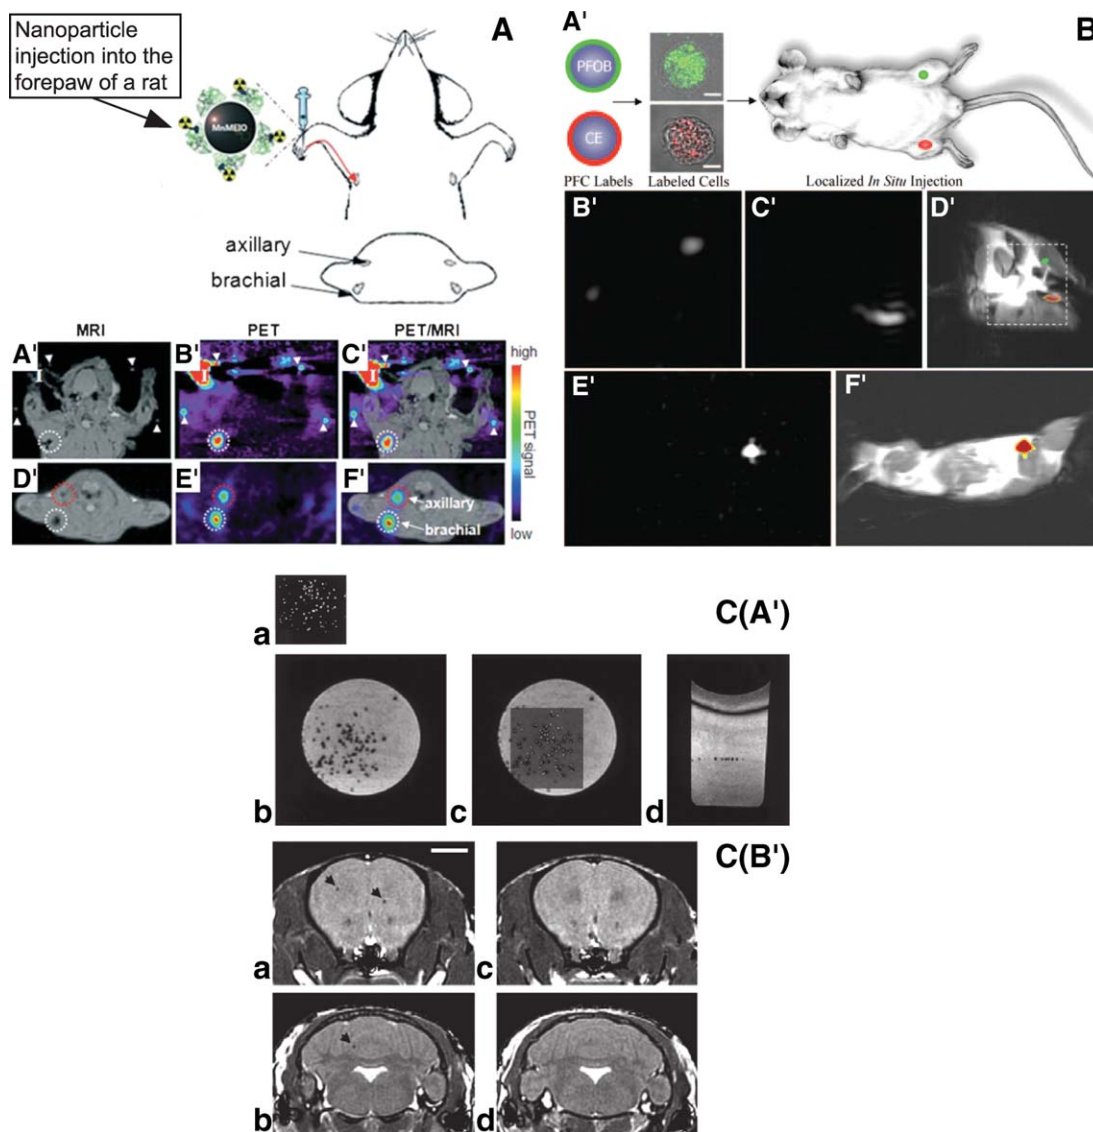 Nanoparticle
injection into the
forepaw of a rat
MnMEIO
A
axillary
brachial
MRI
PET
PET/MRI
A'
I
B'
I
C'
I
high
PET signal
low
D'
E'
F'
axillary
brachial
A'
B
PFOB
CE
PFC Labels
Labeled Cells
Localized In Situ Injection
B'
C'
D'
E'
F'
C(A')
a
b
c
d
C(B')
a
c
b
d